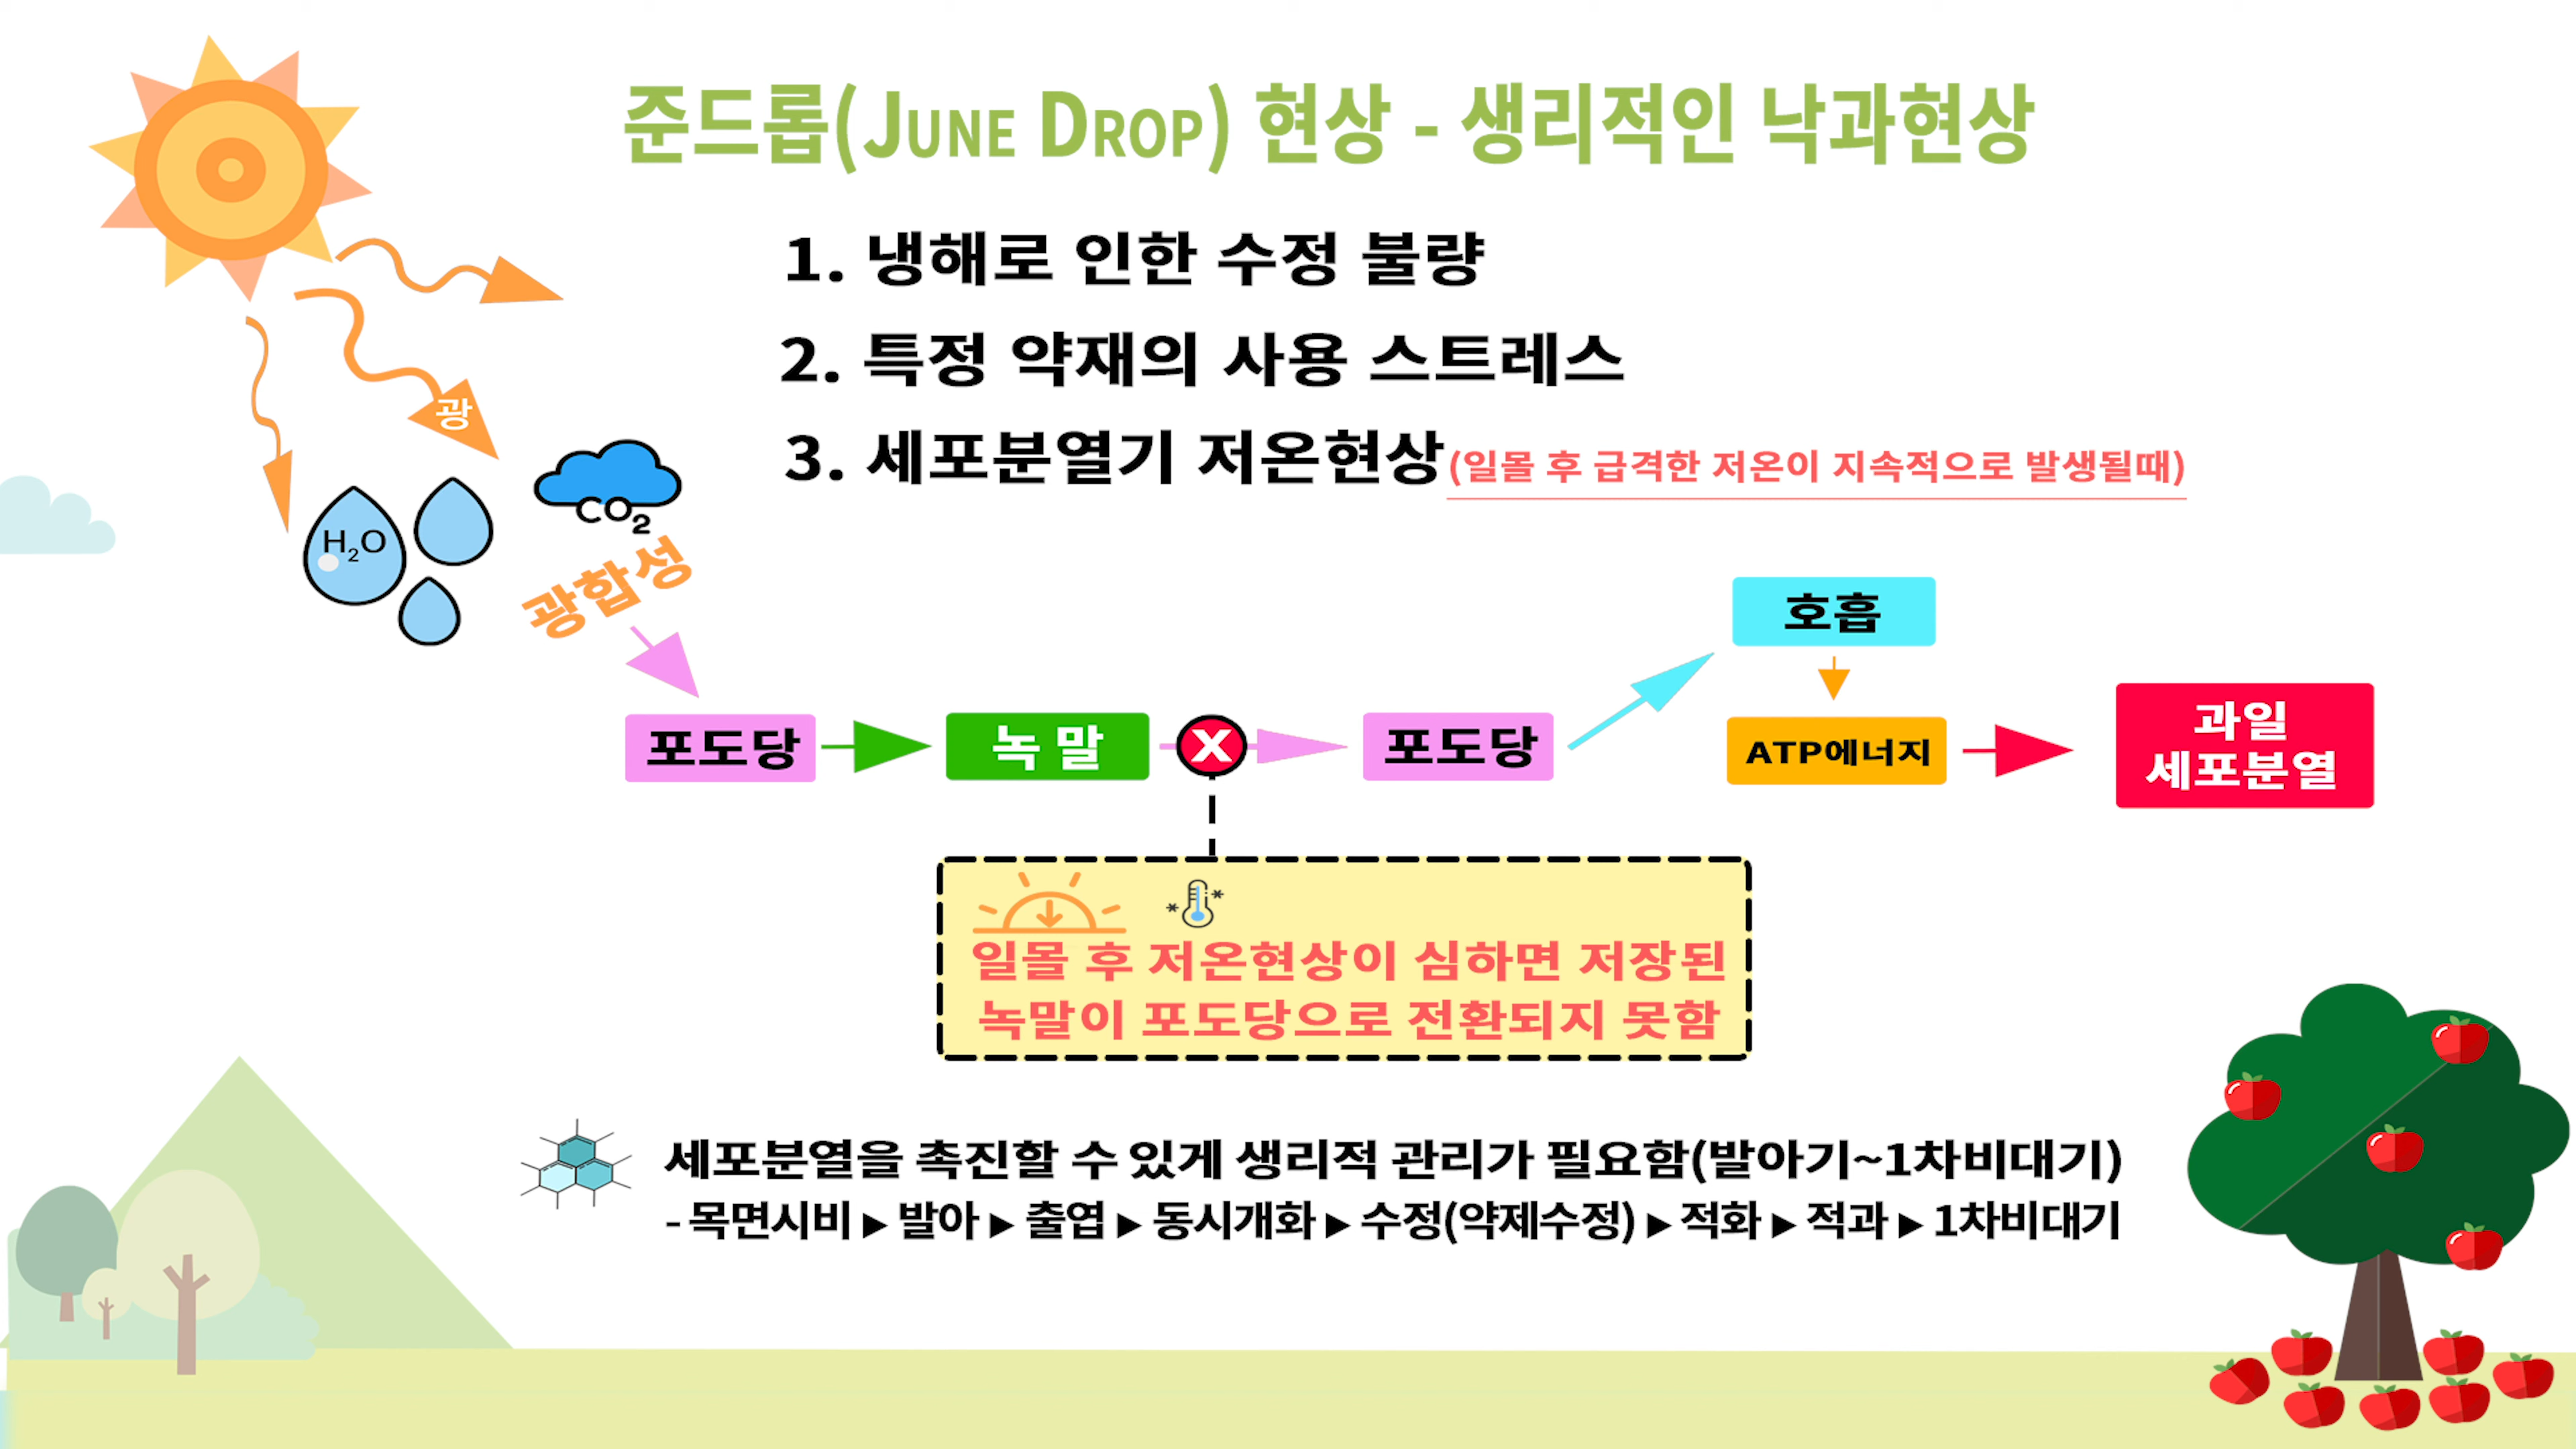 준드롭(JUNE DROP) 현상 - 생리적인 낙과현상
1. 냉해로 인한 수정 불량
2. 특정 약재의 사용 스트레스
3. 세포분열기 저온현상(일몰 후 급격한 저온이 지속적으로 발생될때)
광
CO2
H2O
광합성
호흡
포도당
녹말
X
포도당
ATP에너지
과일
세포분열
일몰 후 저온현상이 심하면 저장된
녹말이 포도당으로 전환되지 못함
세포분열을 촉진할 수 있게 생리적 관리가 필요함(발아기~1차비대기)
- 목면시비 ▶ 발아 ▶ 출엽 ▶ 동시개화 ▶ 수정(약제수정) ▶ 적화 ▶ 적과 ▶ 1차비대기